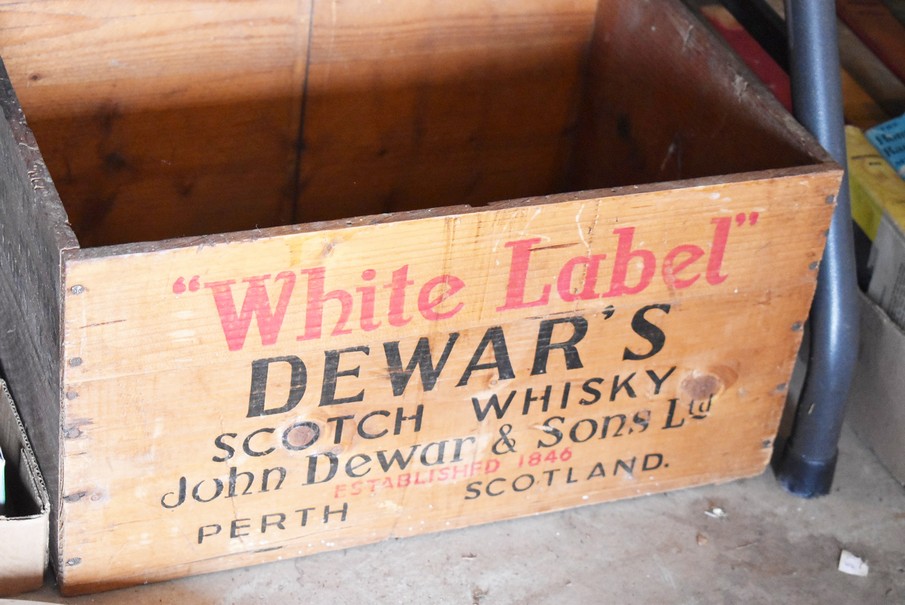 "White Label"
DEWAR'S
SCOTCH WHISKY
John Dewar & Sons Ltd
ESTABLISHED 1846
PERTH SCOTLAND.